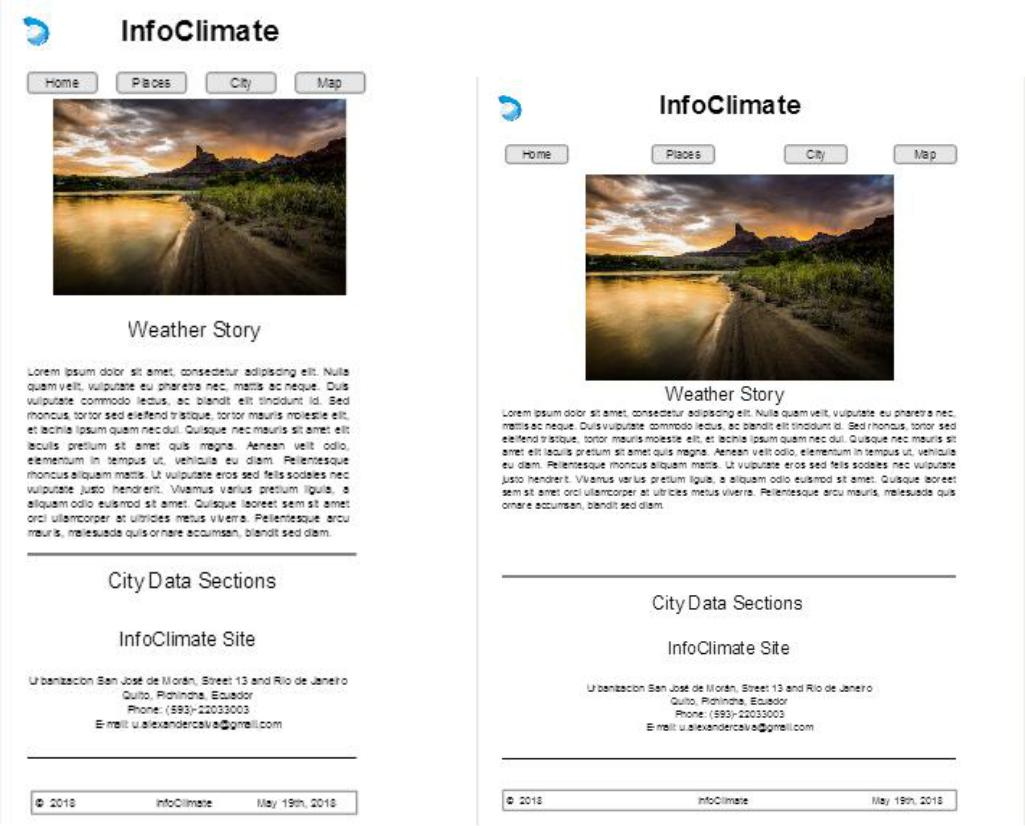 InfoClimate
Home Places City Map
Weather Story
Lorem ipsum dolor sit amet, consectetur adipiscing elit. Nulla
quam velit, vulputate eu pharetra nec, mattis ac neque. Duis
vulputate commodo lectus, ac blandit elit tincidunt id. Sed
rhoncus, tortor sed eleifend tristique, tortor mauris molestie elit,
et lacinia ipsum quam nec dui. Quisque nec mauris sit amet elit
iaculis pretium sit amet quis magna. Aenean velit odio,
elementum in tempus ut, vehicula eu diam. Pellentesque
rhoncus aliquam mattis. Ut vulputate eros sed felis sodales nec
vulputate justo hendrerit. Vivamus varius pretium ligula, a
aliquam odio euismod sit amet. Quisque laoreet sem sit amet
orci ullamcorper at ultricies metus viverra. Pellentesque arcu
mauris, malesuada quis ornare accumsan, blandit sed diam.
City Data Sections
InfoClimate Site
Urbanizacion San José de Morán, Street 13 and Rio de Janeiro
Quito, Pichincha, Ecuador
Phone: (593)-22033003
E-mail: u.alexandercalva@gmail.com
© 2018 InfoClimate May 19th, 2018
InfoClimate
Home Places City Map
Weather Story
Lorem ipsum dolor sit amet, consectetur adipiscing elit. Nulla quam velit, vulputate eu pharetra nec,
mattis ac neque. Duis vulputate commodo lectus, ac blandit elit tincidunt id. Sed rhoncus, tortor sed
eleifend tristique, tortor mauris molestie elit, et lacinia ipsum quam nec dui. Quisque nec mauris sit
amet elit iaculis pretium sit amet quis magna. Aenean velit odio, elementum in tempus ut, vehicula
eu diam. Pellentesque rhoncus aliquam mattis. Ut vulputate eros sed felis sodales nec vulputate
justo hendrerit. Vivamus varius pretium ligula, a aliquam odio euismod sit amet. Quisque laoreet
sem sit amet orci ullamcorper at ultricies metus viverra. Pellentesque arcu mauris, malesuada quis
ornare accumsan, blandit sed diam.
City Data Sections
InfoClimate Site
Urbanizacion San José de Morán, Street 13 and Rio de Janeiro
Quito, Pichincha, Ecuador
Phone: (593)-22033003
E-mail: u.alexandercalva@gmail.com
© 2018 InfoClimate May 19th, 2018